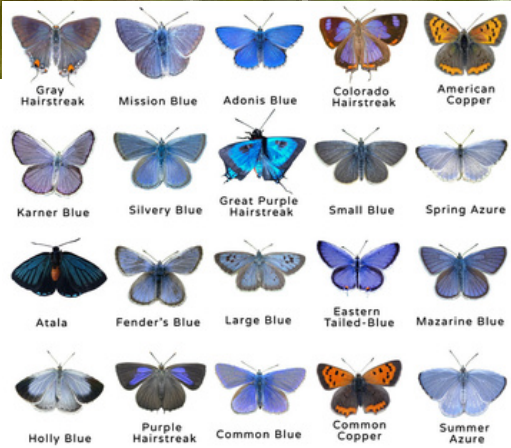 Gray
Hairstreak
Mission Blue
Adonis Blue
Colorado
Hairstreak
American
Copper
Karner Blue
Silvery Blue
Great Purple
Hairstreak
Small Blue
Spring Azure
Atala
Fender's Blue
Large Blue
Eastern
Tailed-Blue
Mazarine Blue
Holly Blue
Purple
Hairstreak
Common Blue
Common
Copper
Summer
Azure